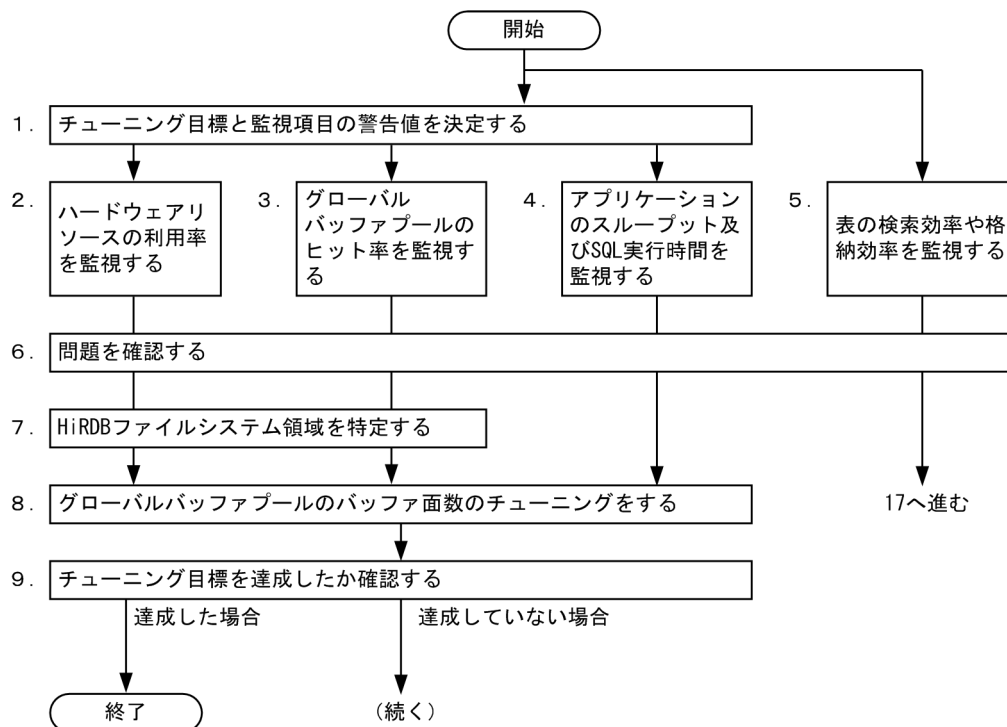 開始
1. チューニング目標と監視項目の警告値を決定する
2. ハードウェアリ
ソースの利用率
を監視する
3. グローバル
バッファプールの
ヒット率を監視す
る
4. アプリケーション
のスループット及
びSQL実行時間を
監視する
5. 表の検索効率や格
納効率を監視する
6. 問題を確認する
7. HiRDBファイルシステム領域を特定する
8. グローバルバッファプールのバッファ面数のチューニングをする
17へ進む
9. チューニング目標を達成したか確認する
達成した場合
達成していない場合
終了
(続く)